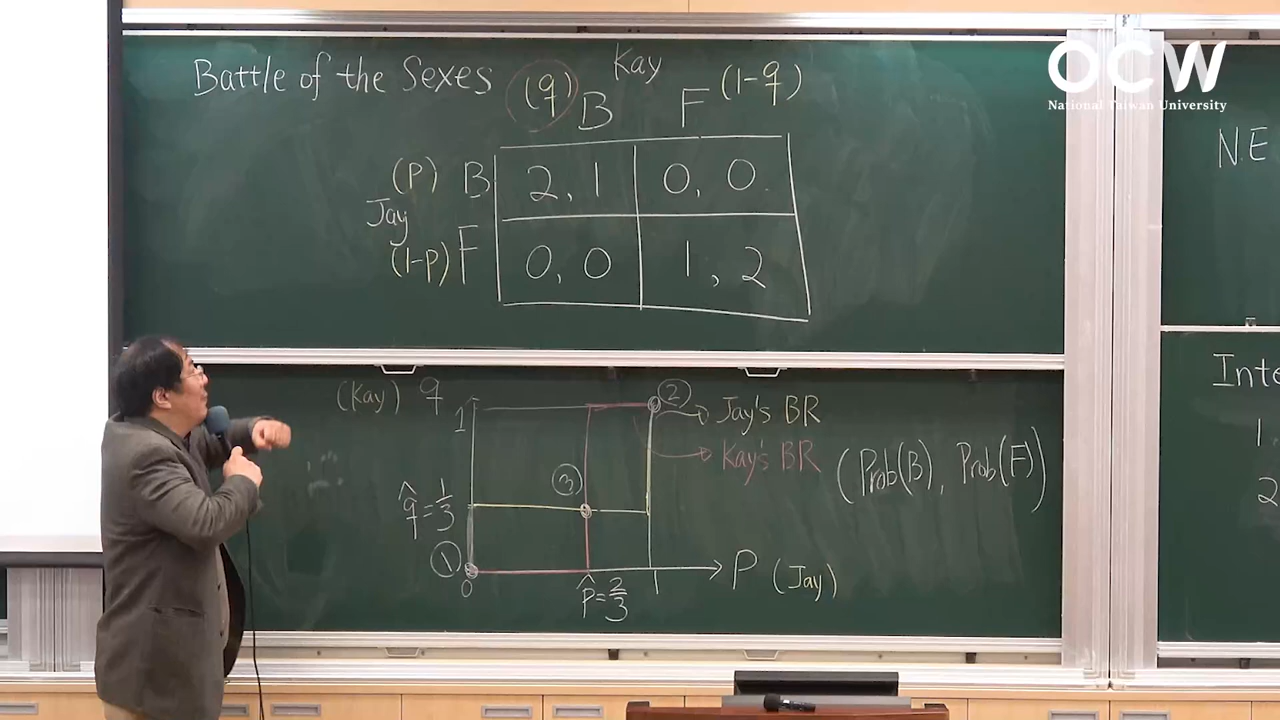 OCW
National Taiwan University
Battle of the Sexes
Kay
(q) B F (1-q)
(P) B 2, 1 0, 0
Jay
(1-P) F 0, 0 1, 2
NE
(Kay) q
1
② Jay's BR
Kay's BR
(Prob(B), Prob(F))
③
q̂ = 1/3
①
0
p̂ = 2/3
1
P (Jay)
Inte
1
2